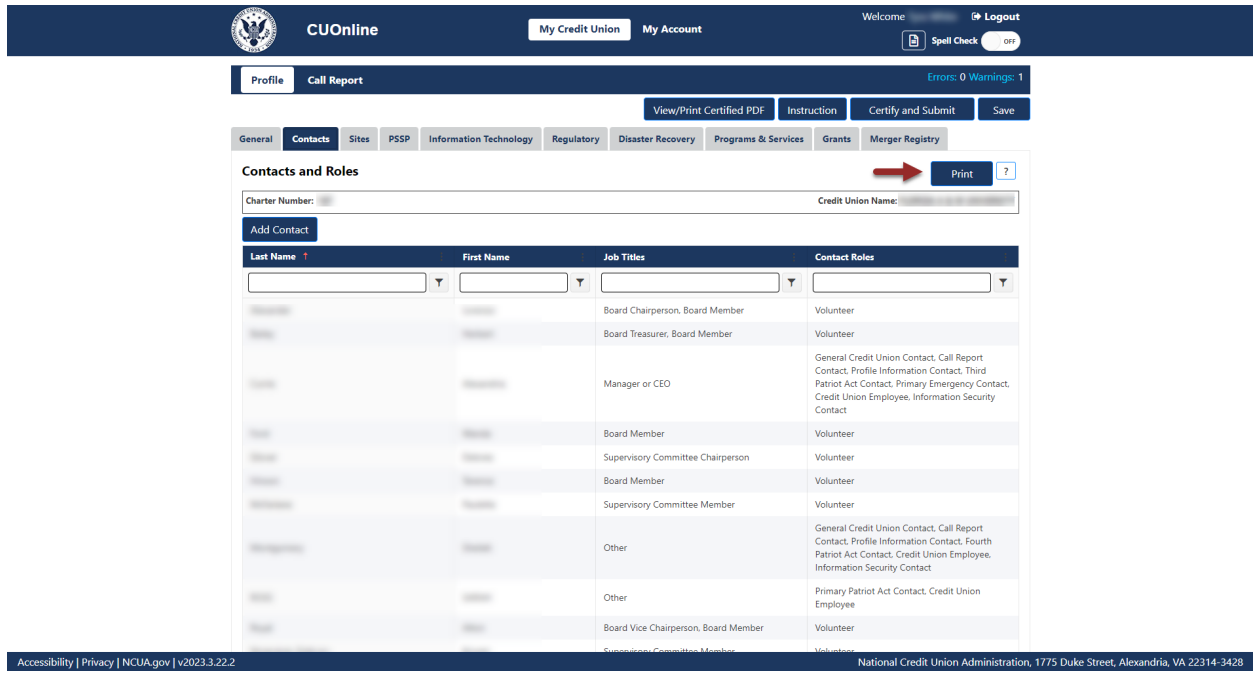 Welcome Logout
CUOnline My Credit Union My Account
Spell Check OFF
Profile Call Report Errors: 0 Warnings: 1
View/Print Certified PDF Instruction Certify and Submit Save
General Contacts Sites PSSP Information Technology Regulatory Disaster Recovery Programs & Services Grants Merger Registry
Contacts and Roles Print ?
Charter Number: Credit Union Name:
Add Contact
Last Name First Name Job Titles Contact Roles
Board Chairperson, Board Member Volunteer
Board Treasurer, Board Member Volunteer
General Credit Union Contact, Call Report
Contact, Profile Information Contact, Third
Manager or CEO Patriot Act Contact, Primary Emergency Contact,
Credit Union Employee, Information Security
Contact
Board Member Volunteer
Supervisory Committee Chairperson Volunteer
Board Member Volunteer
Supervisory Committee Member Volunteer
General Credit Union Contact, Call Report
Contact, Profile Information Contact, Fourth
Other Patriot Act Contact, Credit Union Employee,
Information Security Contact
Primary Patriot Act Contact, Credit Union
Other Employee
Board Vice Chairperson, Board Member Volunteer
Supervisory Committee Member Volunteer
Accessibility | Privacy | NCUA.gov | v2023.3.22.2 National Credit Union Administration, 1775 Duke Street, Alexandria, VA 22314-3428